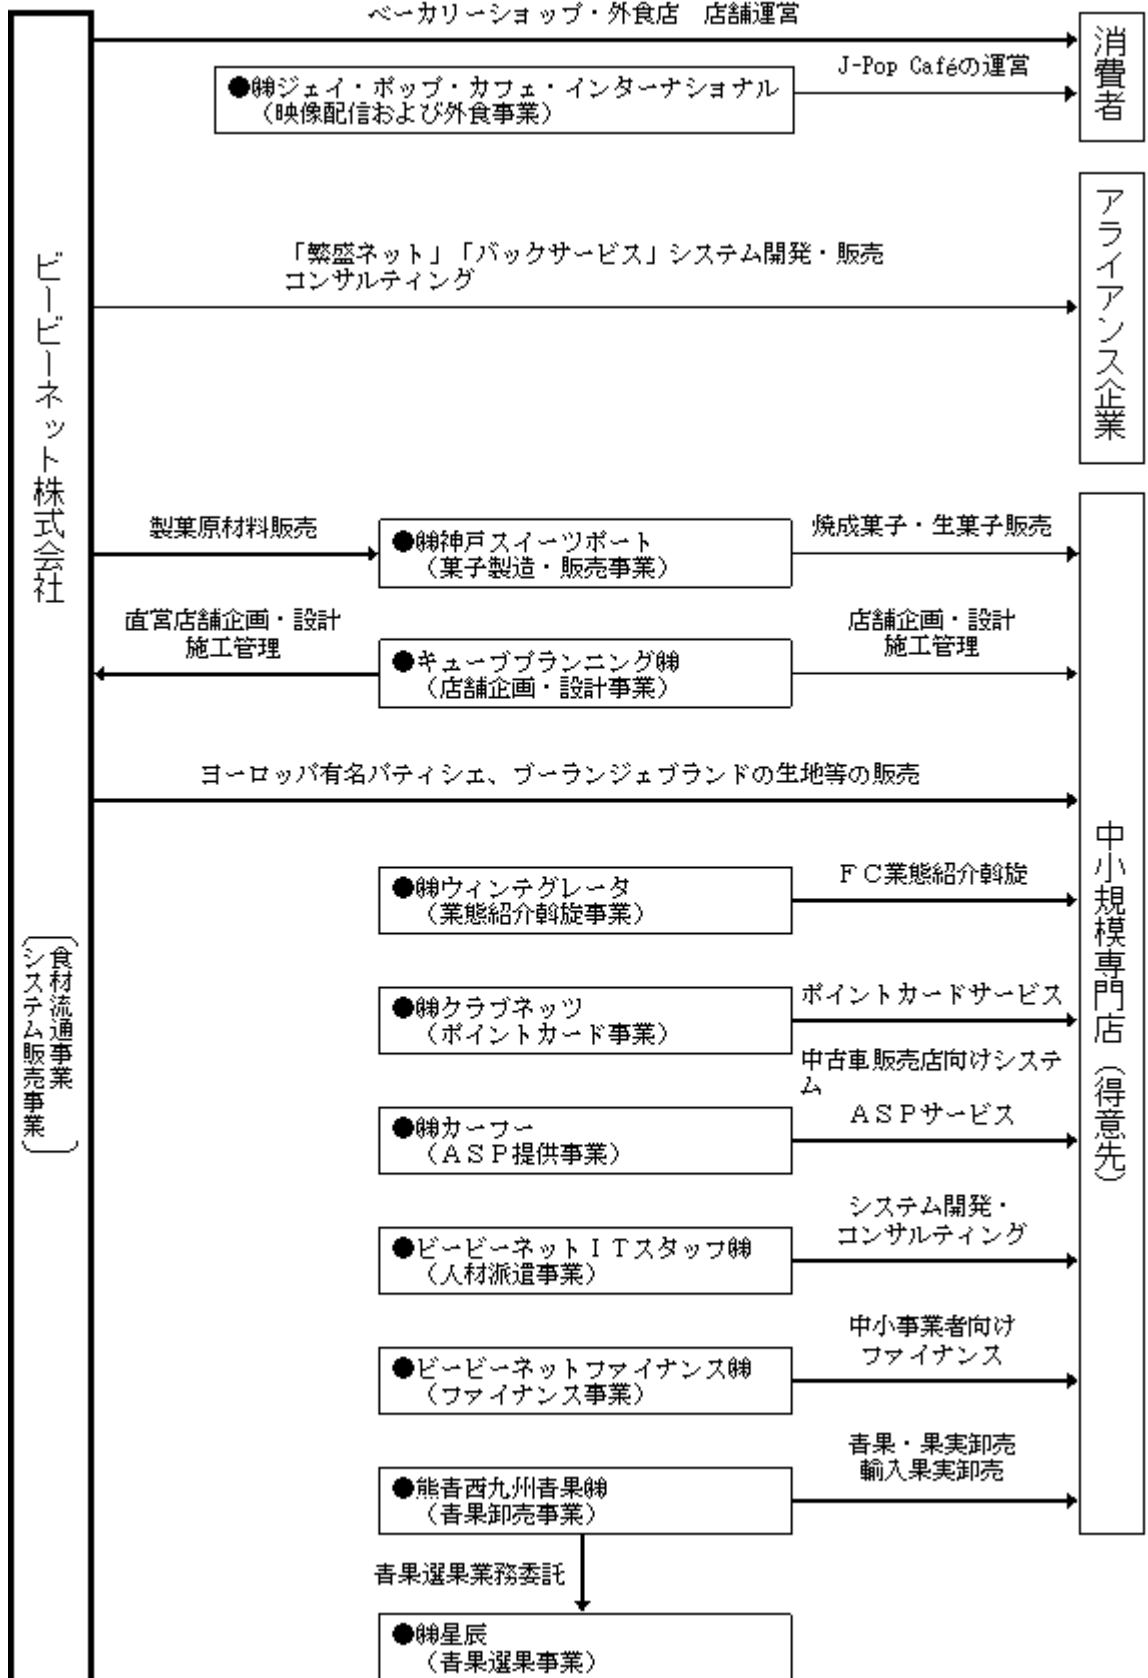 ベーカリーショップ・外食店　店舗運営
消費者
J-Pop Caféの運営
●㈱ジェイ・ポップ・カフェ・インターナショナル
（映像配信および外食事業）
アライアンス企業
「繁盛ネット」「バックサービス」システム開発・販売
コンサルティング
ビービーネット株式会社
製菓原材料販売
●㈱神戸スイーツポート
（菓子製造・販売事業）
焼成菓子・生菓子販売
直営店舗企画・設計
施工管理
●キューブプランニング㈱
（店舗企画・設計事業）
店舗企画・設計
施工管理
ヨーロッパ有名パティシエ、ブーランジェブランドの生地等の販売
中小規模専門店（得意先）
●㈱ウィンテグレータ
（業態紹介斡旋事業）
ＦＣ業態紹介斡旋
食材流通事業
システム販売事業
●㈱クラブネッツ
（ポイントカード事業）
ポイントカードサービス
中古車販売店向けシステ
ム
ＡＳＰサービス
●㈱カーフー
（ＡＳＰ提供事業）
システム開発・
コンサルティング
●ビービーネットＩＴスタッフ㈱
（人材派遣事業）
中小事業者向け
ファイナンス
●ビービーネットファイナンス㈱
（ファイナンス事業）
青果・果実卸売
輸入果実卸売
●熊青西九州青果㈱
（青果卸売事業）
青果選果業務委託
●㈱星辰
（青果選果事業）